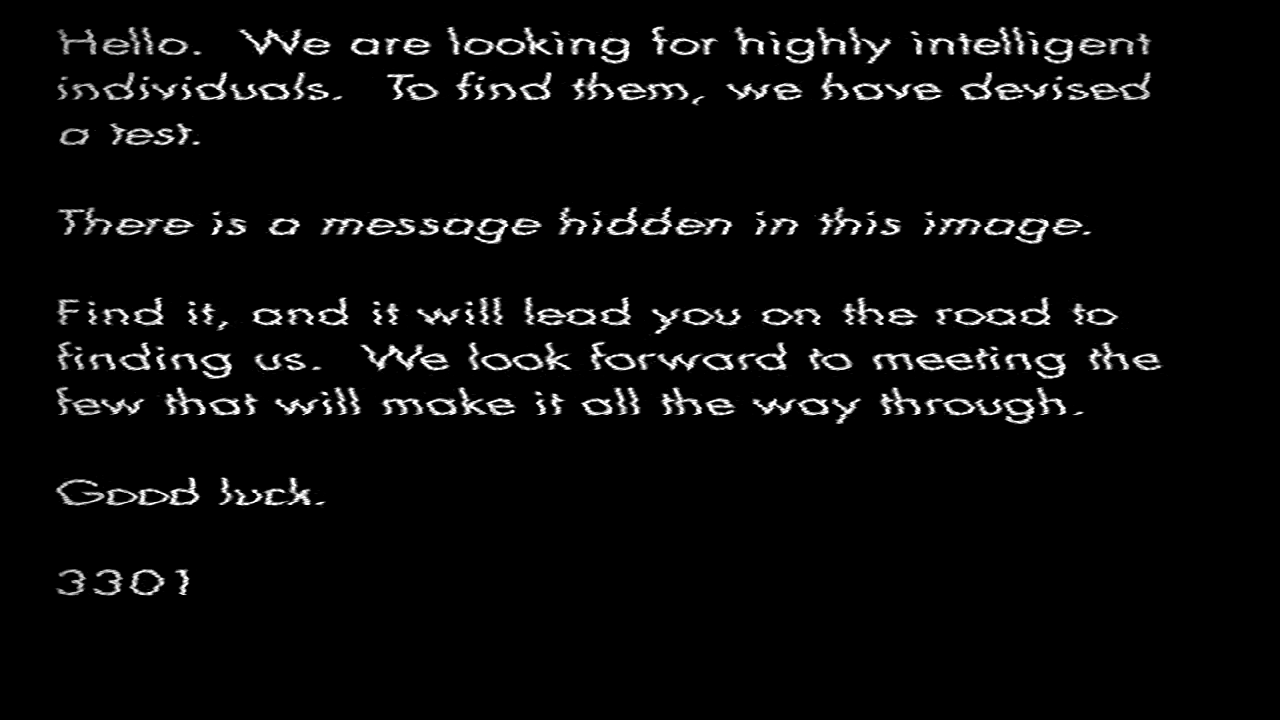 Hello.  We are looking for highly intelligent
individuals.  To find them, we have devised
a test.
There is a message hidden in this image.
Find it, and it will lead you on the road to
finding us.  We look forward to meeting the
few that will make it all the way through.
Good luck.
3301